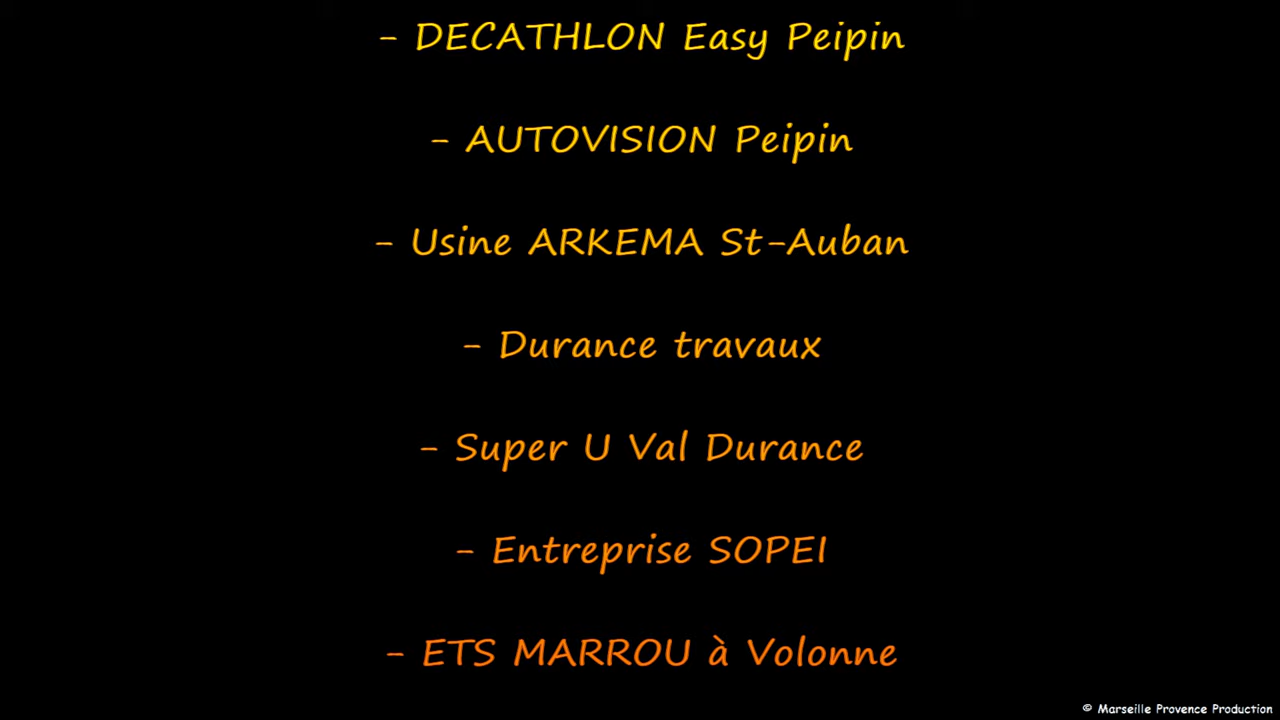 - DECATHLON Easy Peipin
- AUTOVISION Peipin
- Usine ARKEMA St-Auban
- Durance travaux
- Super U Val Durance
- Entreprise SOPEI
- ETS MARROU à Volonne
© Marseille Provence Production